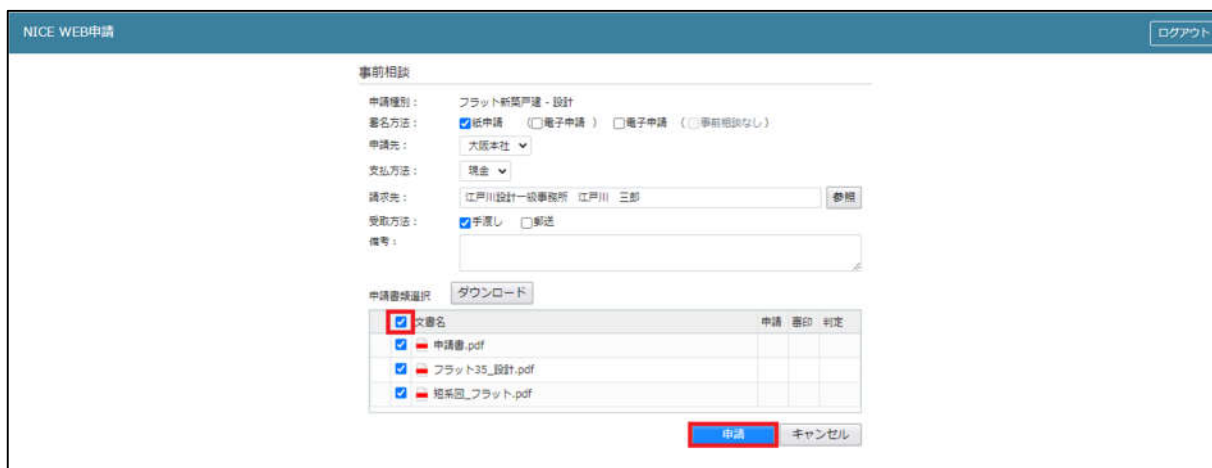 NICE WEB申請
ログアウト
事前相談
申請種別： フラット新築戸建 - 設計
署名方法： 紙申請 （電子申請 ） 電子申請 （事前相談なし）
申請先： 大阪本社
支払方法： 現金
請求先： 江戸川設計一級事務所 江戸川 三郎 参照
受取方法： 手渡し 郵送
備考：
申請書類選択 ダウンロード
文書名 申請 審印 判定
申請書.pdf
フラット35_設計.pdf
矩系図_フラット.pdf
申請 キャンセル